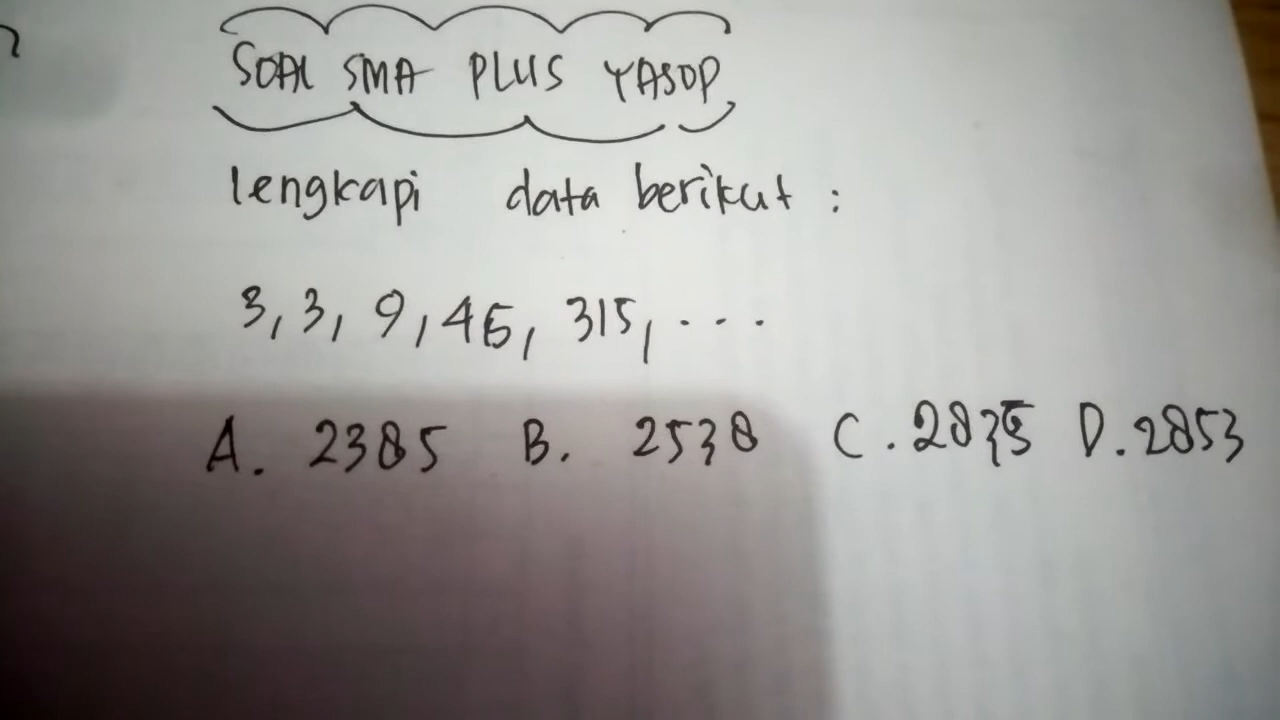 SOAL SMA PLUS YASOP
lengkapi data berikut :
3, 3, 9, 45, 315, ...
A. 2385 B. 2538 C. 2835 D. 2853